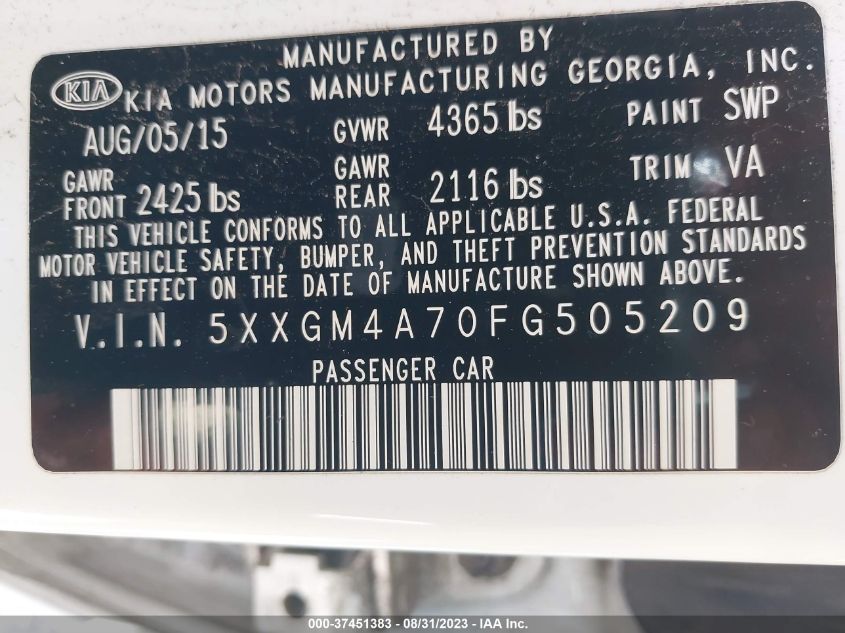 MANUFACTURED BY
KIA KIA MOTORS MANUFACTURING GEORGIA, INC.
AUG/05/15 GVWR 4365 lbs PAINT SWP
GAWR FRONT 2425 lbs GAWR REAR 2116 lbs TRIM VA
THIS VEHICLE CONFORMS TO ALL APPLICABLE U.S.A. FEDERAL
MOTOR VEHICLE SAFETY, BUMPER, AND THEFT PREVENTION STANDARDS
IN EFFECT ON THE DATE OF MANUFACTURE SHOWN ABOVE.
V.I.N. 5XXGM4A70FG505209
PASSENGER CAR
000-37451383 - 08/31/2023 - IAA Inc.